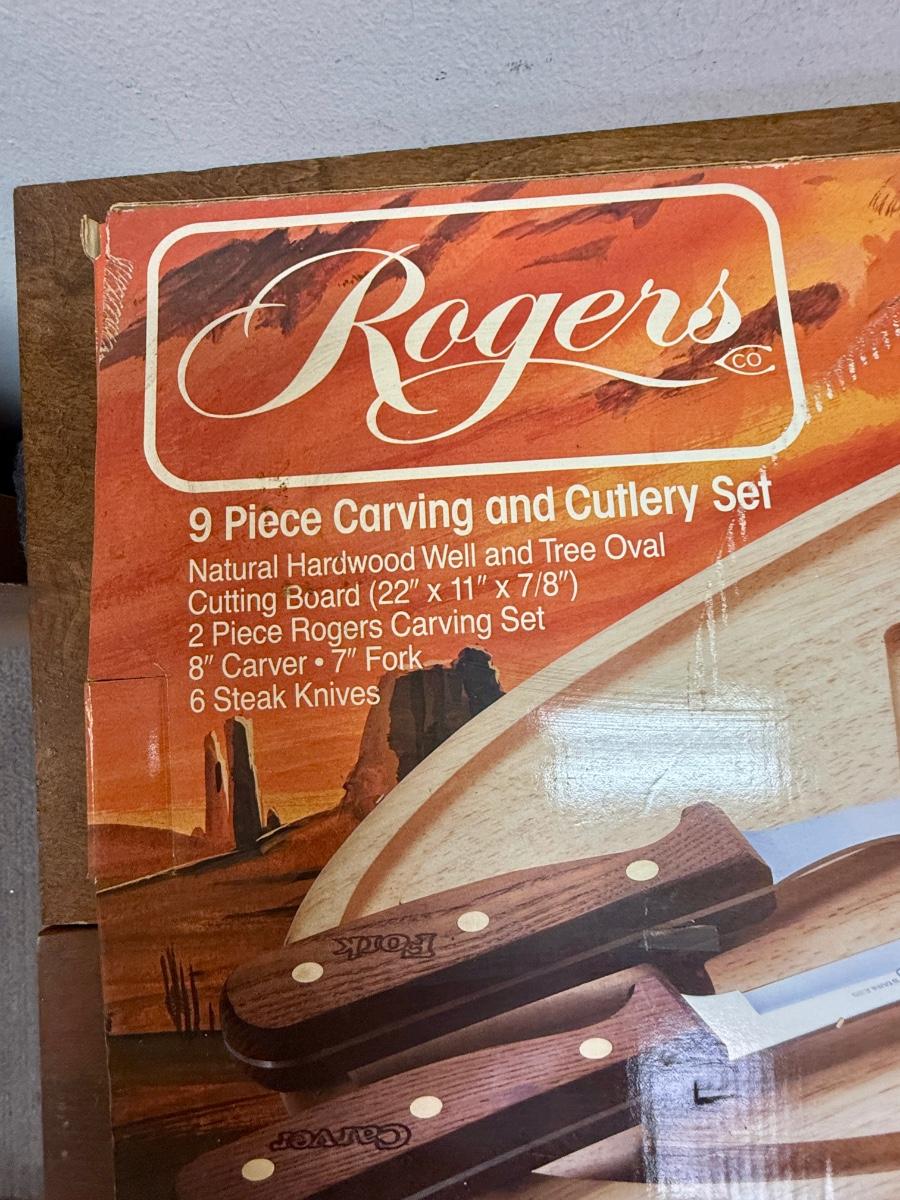 Rogers
CO
9 Piece Carving and Cutlery Set
Natural Hardwood Well and Tree Oval
Cutting Board (22″ x 11″ x 7/8″)
2 Piece Rogers Carving Set
8″ Carver • 7″ Fork
6 Steak Knives
Fork
Carver